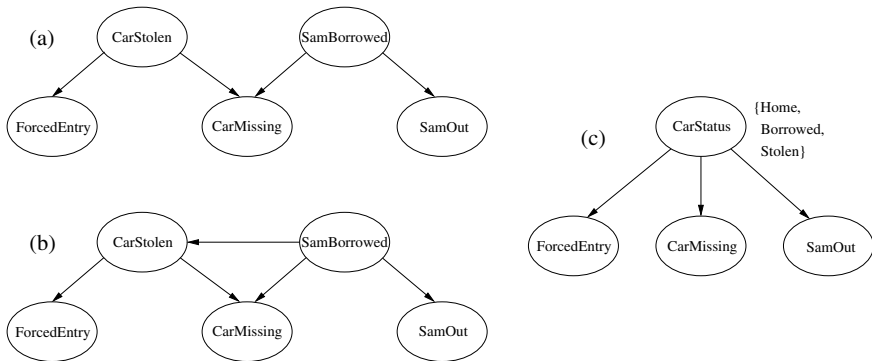 (a)
CarStolen
SamBorrowed
ForcedEntry
CarMissing
SamOut
(b)
CarStolen
SamBorrowed
ForcedEntry
CarMissing
SamOut
(c)
CarStatus
{Home,
Borrowed,
Stolen}
ForcedEntry
CarMissing
SamOut